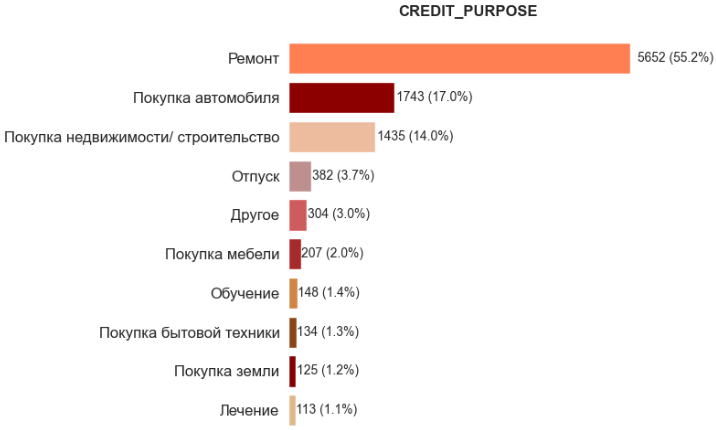 CREDIT_PURPOSE
Ремонт 5652 (55.2%)
Покупка автомобиля 1743 (17.0%)
Покупка недвижимости/ строительство 1435 (14.0%)
Отпуск 382 (3.7%)
Другое 304 (3.0%)
Покупка мебели 207 (2.0%)
Обучение 148 (1.4%)
Покупка бытовой техники 134 (1.3%)
Покупка земли 125 (1.2%)
Лечение 113 (1.1%)